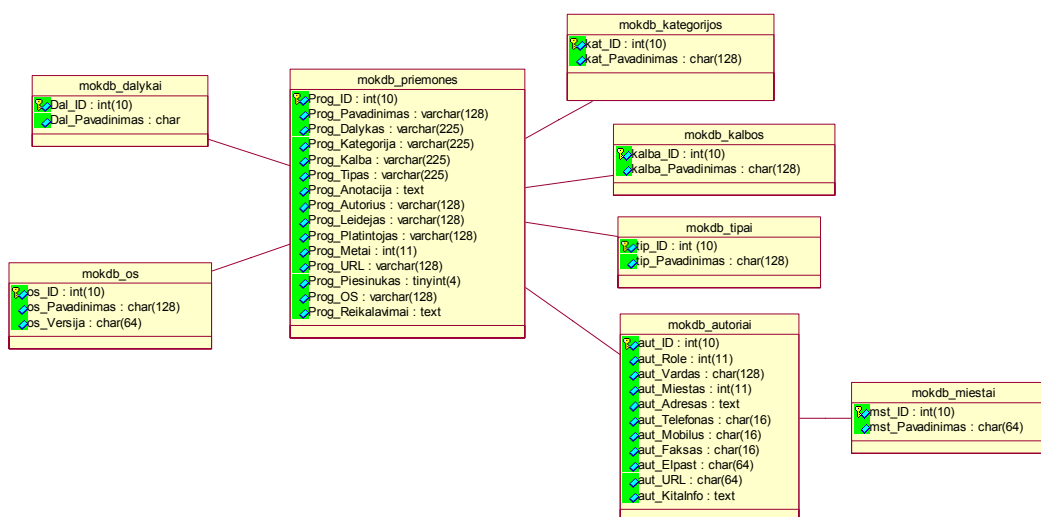 mokdb_kategorijos
kat_ID : int(10)
kat_Pavadinimas : char(128)
mokdb_dalykai
Dal_ID : int(10)
Dal_Pavadinimas : char
mokdb_priemones
Prog_ID : int(10)
Prog_Pavadinimas : varchar(128)
Prog_Dalykas : varchar(225)
Prog_Kategorija : varchar(225)
Prog_Kalba : varchar(225)
Prog_Tipas : varchar(225)
Prog_Anotacija : text
Prog_Autorius : varchar(128)
Prog_Leidejas : varchar(128)
Prog_Platintojas : varchar(128)
Prog_Metai : int(11)
Prog_URL : varchar(128)
Prog_Piesinukas : tinyint(4)
Prog_OS : varchar(128)
Prog_Reikalavimai : text
mokdb_kalbos
kalba_ID : int(10)
kalba_Pavadinimas : char(128)
mokdb_tipai
tip_ID : int (10)
tip_Pavadinimas : char(128)
mokdb_os
os_ID : int(10)
os_Pavadinimas : char(128)
os_Versija : char(64)
mokdb_autoriai
aut_ID : int(10)
aut_Role : int(11)
aut_Vardas : char(128)
aut_Miestas : int(11)
aut_Adresas : text
aut_Telefonas : char(16)
aut_Mobilus : char(16)
aut_Faksas : char(16)
aut_Elpast : char(64)
aut_URL : char(64)
aut_KitaInfo : text
mokdb_miestai
mst_ID : int(10)
mst_Pavadinimas : char(64)